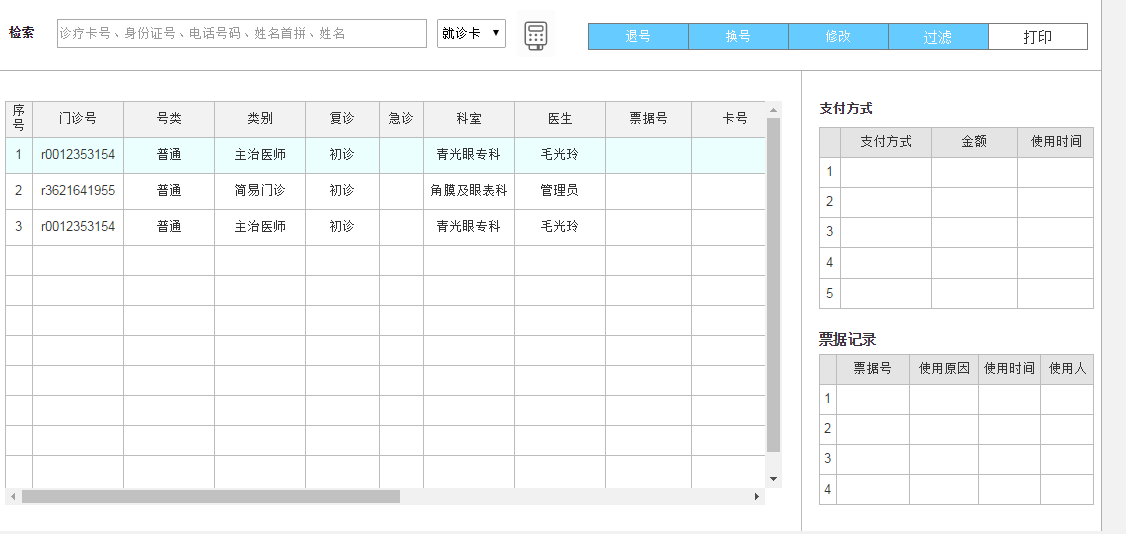 检索 诊疗卡号、身份证号、电话号码、姓名首拼、姓名 就诊卡 退号 换号 修改 过滤 打印
序号 门诊号 号类 类别 复诊 急诊 科室 医生 票据号 卡号
1 r0012353154 普通 主治医师 初诊 青光眼专科 毛光玲
2 r3621641955 普通 简易门诊 初诊 角膜及眼表科 管理员
3 r0012353154 普通 主治医师 初诊 青光眼专科 毛光玲
支付方式
支付方式 金额 使用时间
1
2
3
4
5
票据记录
票据号 使用原因 使用时间 使用人
1
2
3
4